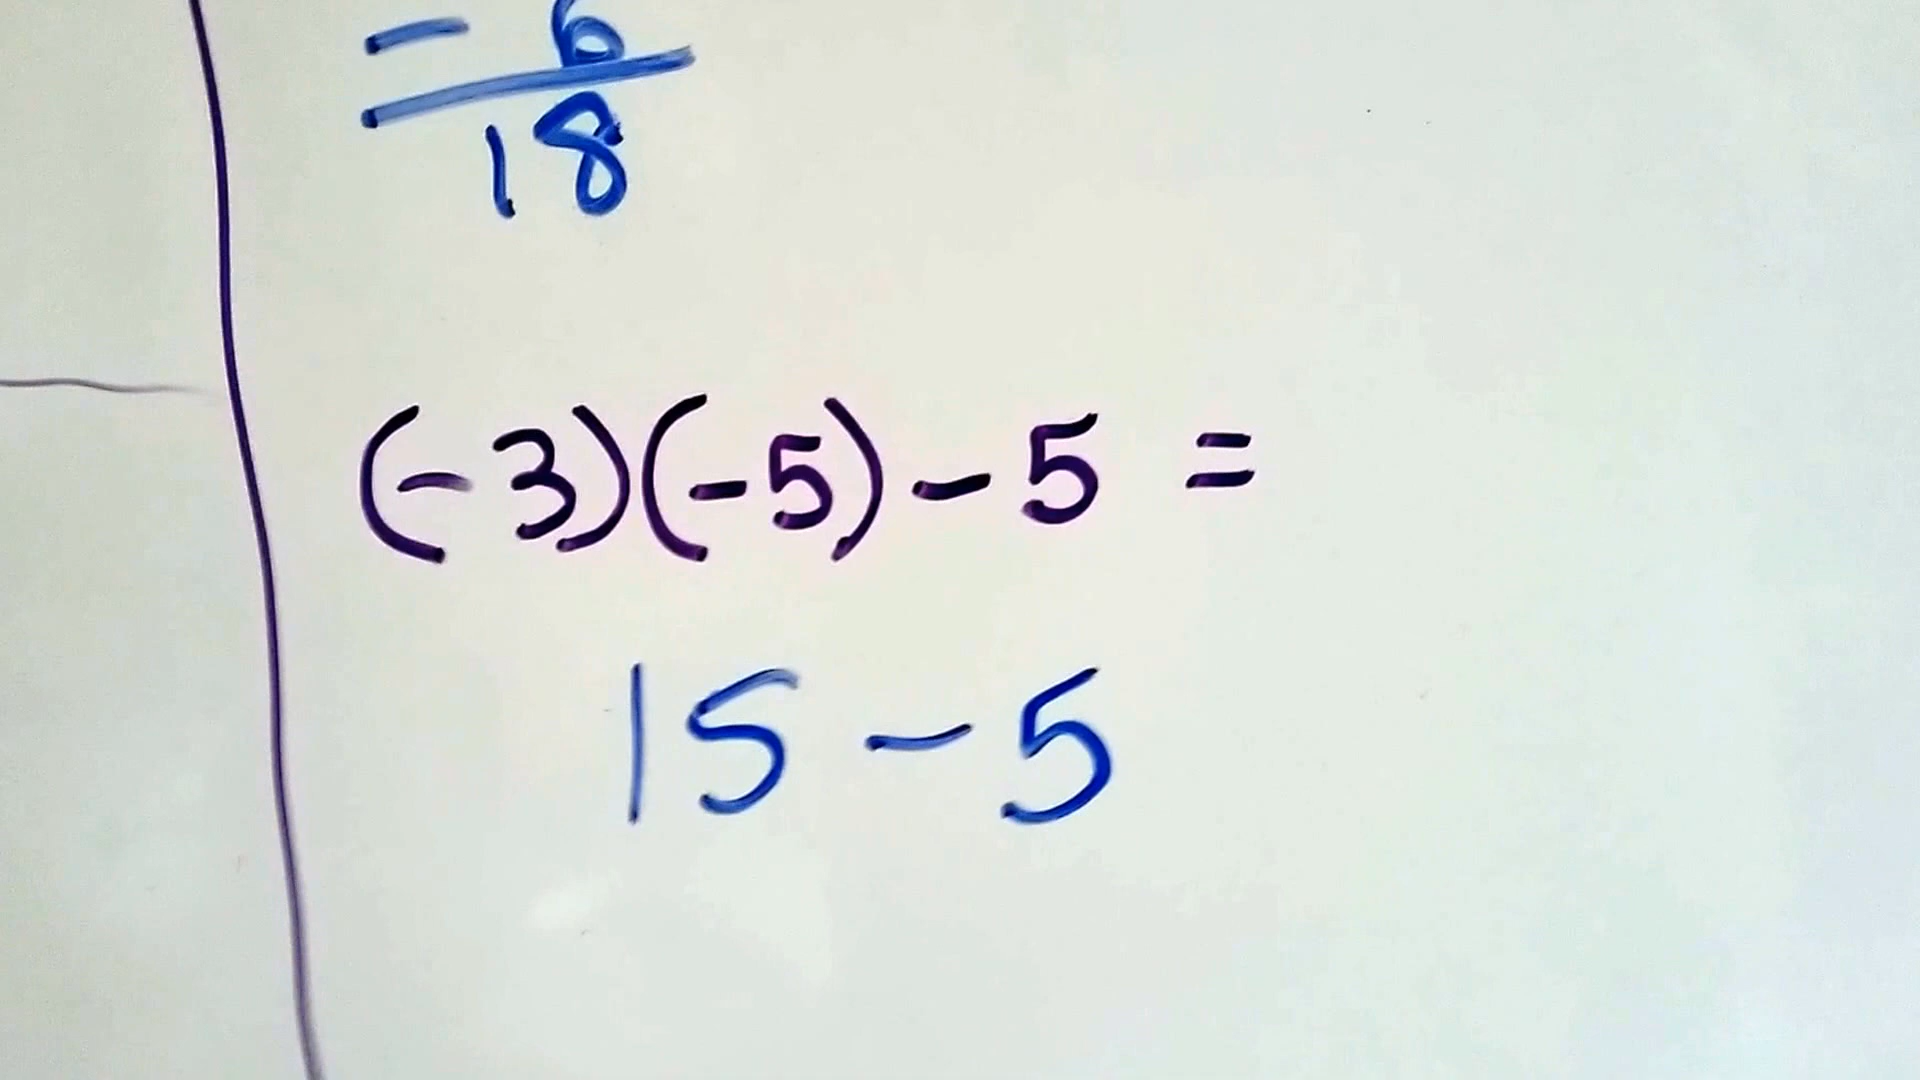 - 6
18
(-3)(-5) - 5 =
15 - 5